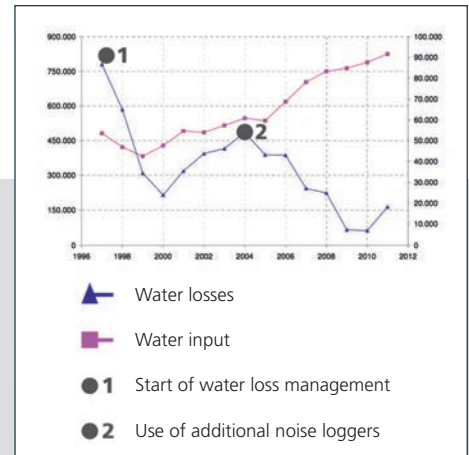 900.000 100.000
1 90.000
750.000 80.000
70.000
600.000 60.000
2
450.000 50.000
40.000
300.000 30.000
20.000
150.000 10.000
0 0
1996 1998 2000 2002 2004 2006 2008 2010 2012
Water losses
Water input
1 Start of water loss management
2 Use of additional noise loggers